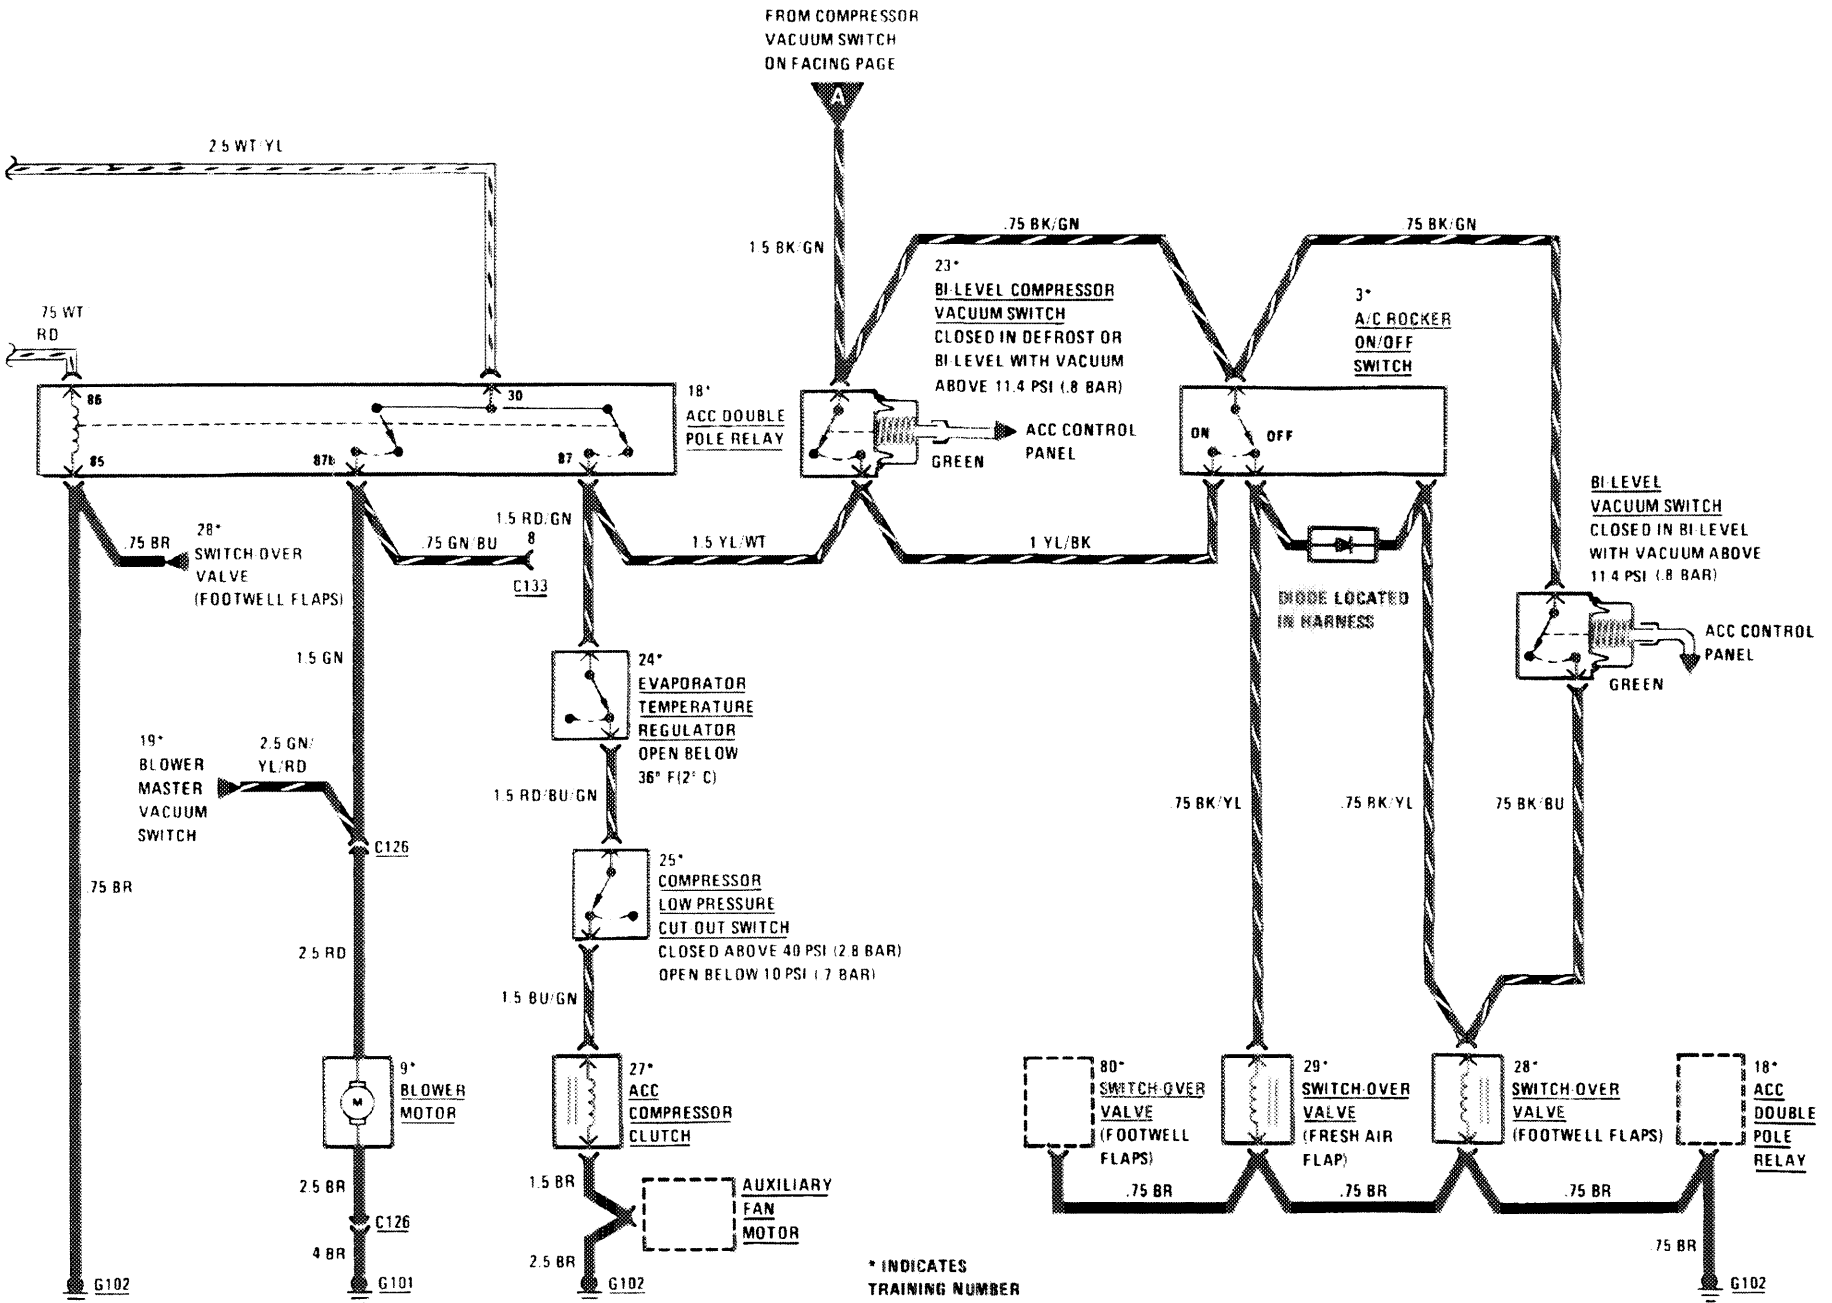 FROM COMPRESSOR
VACUUM SWITCH
ON FACING PAGE
A
2.5 WT/YL
1.5 BK/GN
.75 BK/GN
.75 BK/GN
23*
BI-LEVEL COMPRESSOR
VACUUM SWITCH
CLOSED IN DEFROST OR
BI-LEVEL WITH VACUUM
ABOVE 11.4 PSI (.8 BAR)
3*
A/C ROCKER
ON/OFF
SWITCH
75 WT
RD
86
30
85
87b
87
18*
ACC DOUBLE
POLE RELAY
ACC CONTROL
PANEL
GREEN
ON
OFF
BI-LEVEL
VACUUM SWITCH
CLOSED IN BI-LEVEL
WITH VACUUM ABOVE
11.4 PSI (.8 BAR)
.75 BR
28*
SWITCH-OVER
VALVE
(FOOTWELL FLAPS)
.75 GN/BU
1.5 RD/GN
8
C133
1.5 YL/WT
1 YL/BK
DIODE LOCATED
IN HARNESS
ACC CONTROL
PANEL
GREEN
1.5 GN
24*
EVAPORATOR
TEMPERATURE
REGULATOR
OPEN BELOW
36° F(2° C)
19*
BLOWER
MASTER
VACUUM
SWITCH
2.5 GN/
YL/RD
1.5 RD/BU/GN
.75 BK/YL
.75 BK/YL
.75 BK/BU
C126
.75 BR
25*
COMPRESSOR
LOW PRESSURE
CUT OUT SWITCH
CLOSED ABOVE 40 PSI (2.8 BAR)
OPEN BELOW 10 PSI (.7 BAR)
2.5 RD
1.5 BU/GN
9*
BLOWER
MOTOR
M
27*
ACC
COMPRESSOR
CLUTCH
80*
SWITCH-OVER
VALVE
(FOOTWELL
FLAPS)
29*
SWITCH-OVER
VALVE
(FRESH AIR
FLAP)
28*
SWITCH-OVER
VALVE
(FOOTWELL FLAPS)
18*
ACC
DOUBLE
POLE
RELAY
2.5 BR
1.5 BR
AUXILIARY
FAN
MOTOR
.75 BR
.75 BR
.75 BR
C126
4 BR
2.5 BR
.75 BR
G102
G101
G102
* INDICATES
TRAINING NUMBER
G102